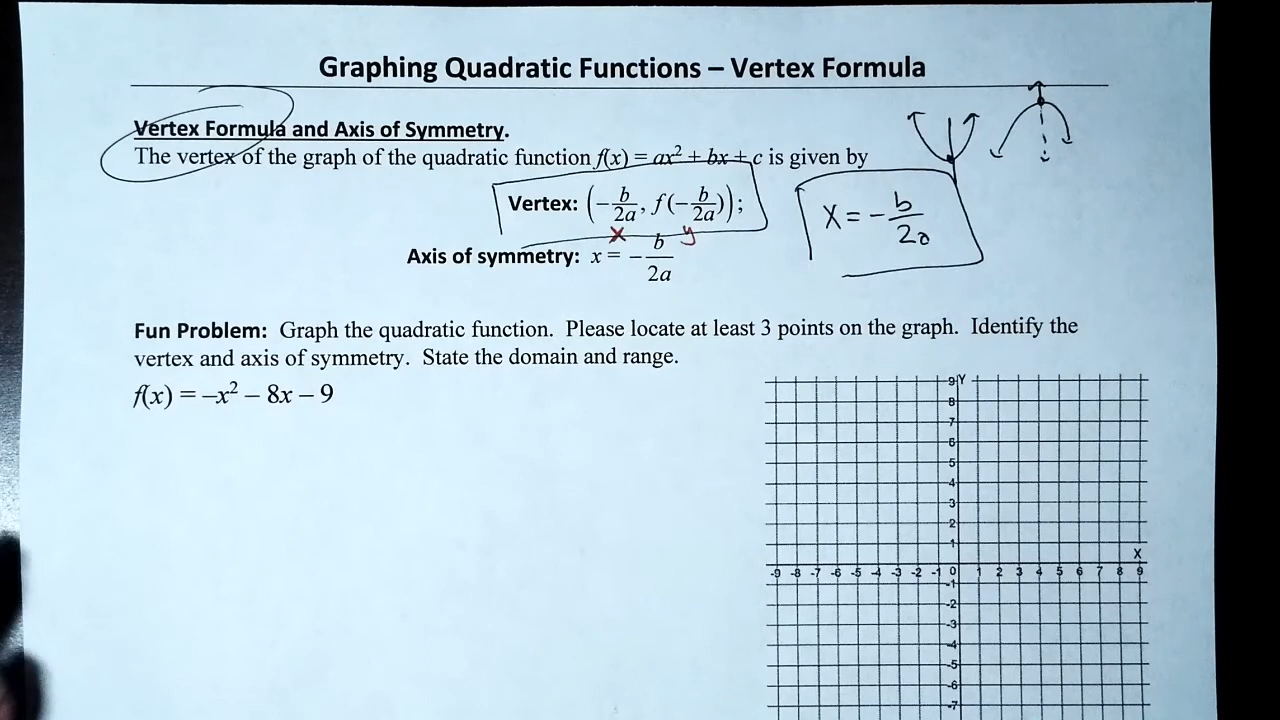 Graphing Quadratic Functions – Vertex Formula
Vertex Formula and Axis of Symmetry.
The vertex of the graph of the quadratic function f(x) = ax² + bx + c is given by
Vertex: (−b/2a, f(−b/2a));
x y
X = −b/2a
Axis of symmetry: x = −b/2a
Fun Problem: Graph the quadratic function. Please locate at least 3 points on the graph. Identify the
vertex and axis of symmetry. State the domain and range.
f(x) = –x² – 8x – 9
9 Y
8
7
6
5
4
3
2
1
X
-9 -8 -7 -6 -5 -4 -3 -2 -1 0 1 2 3 4 5 6 7 8 9
-1
-2
-3
-4
-5
-6
-7